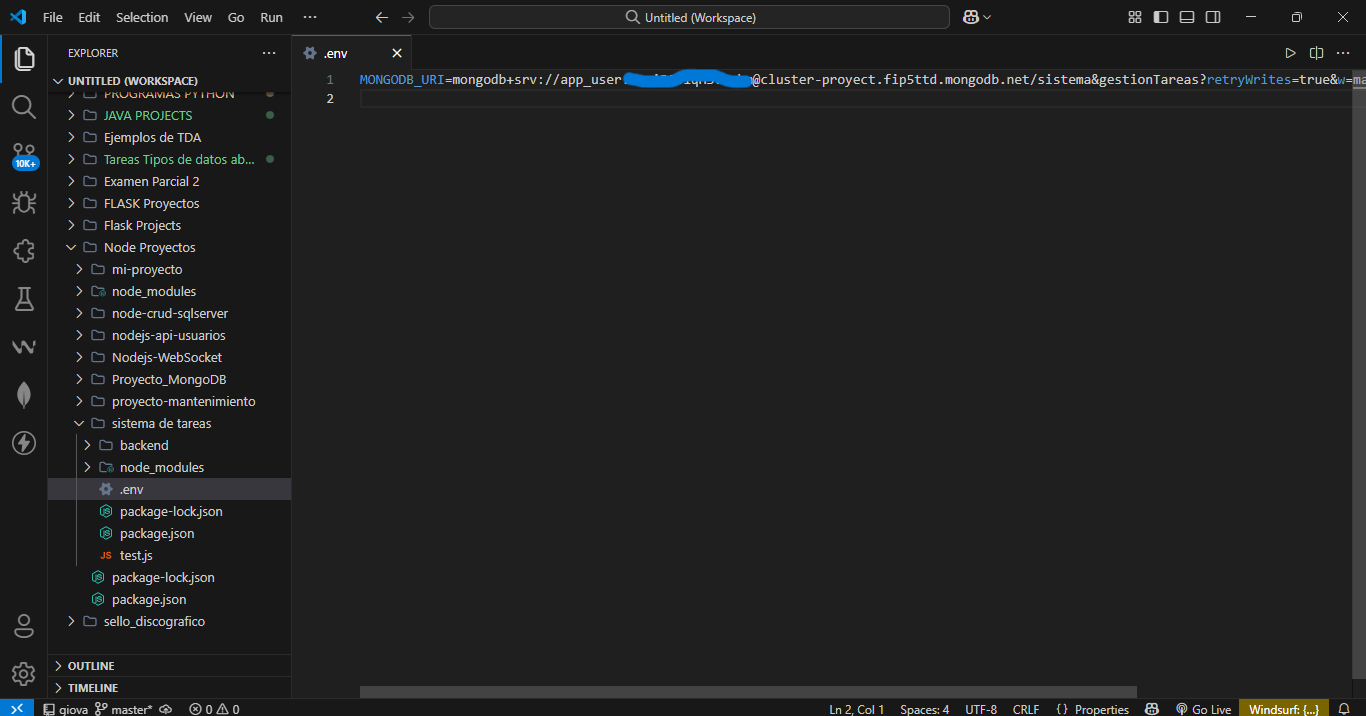 File Edit Selection View Go Run ···
Untitled (Workspace)
EXPLORER
UNTITLED (WORKSPACE)
PROGRAMAS PYTHON
JAVA PROJECTS
Ejemplos de TDA
Tareas Tipos de datos ab...
Examen Parcial 2
FLASK Proyectos
Flask Projects
Node Proyectos
mi-proyecto
node_modules
node-crud-sqlserver
nodejs-api-usuarios
Nodejs-WebSocket
Proyecto_MongoDB
proyecto-mantenimiento
sistema de tareas
backend
node_modules
.env
package-lock.json
package.json
JS test.js
package-lock.json
package.json
sello_discografico
OUTLINE
TIMELINE
10K+
.env
1 MONGODB_URI=mongodb+srv://app_user @cluster-proyect.fip5ttd.mongodb.net/sistema&gestionTareas?retryWrites=true&w=ma
2
giova master* 0 0
Ln 2, Col 1 Spaces: 4 UTF-8 CRLF {} Properties Go Live Windsurf: {...}